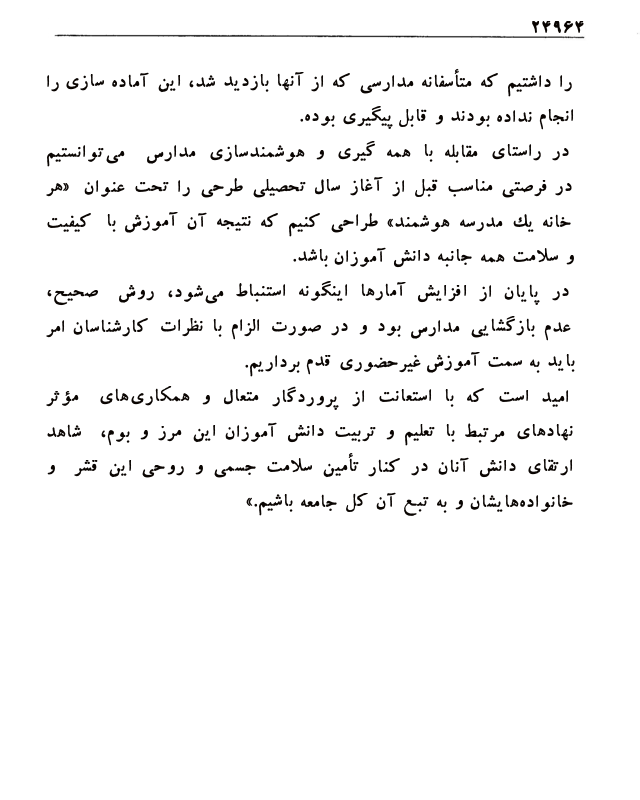 ۲۴۹۶۴
را داشتیم که متأسفانه مدارسی که از آنها بازدید شد، این آماده سازی را
انجام نداده بودند و قابل پیگیری بوده.
در راستای مقابله با همه گیری و هوشمندسازی مدارس می‌توانستیم
در فرصتی مناسب قبل از آغاز سال تحصیلی طرحی را تحت عنوان «هر
خانه یك مدرسه هوشمند» طراحی کنیم که نتیجه آن آموزش با کیفیت
و سلامت همه جانبه دانش آموزان باشد.
در پایان از افزایش آمارها اینگونه استنباط می‌شود، روش صحیح،
عدم بازگشایی مدارس بود و در صورت الزام با نظرات کارشناسان امر
باید به سمت آموزش غیرحضوری قدم برداریم.
امید است که با استعانت از پروردگار متعال و همکاری‌های مؤثر
نهادهای مرتبط با تعلیم و تربیت دانش آموزان این مرز و بوم، شاهد
ارتقای دانش آنان در کنار تأمین سلامت جسمی و روحی این قشر و
خانواده‌هایشان و به تبع آن کل جامعه باشیم.»